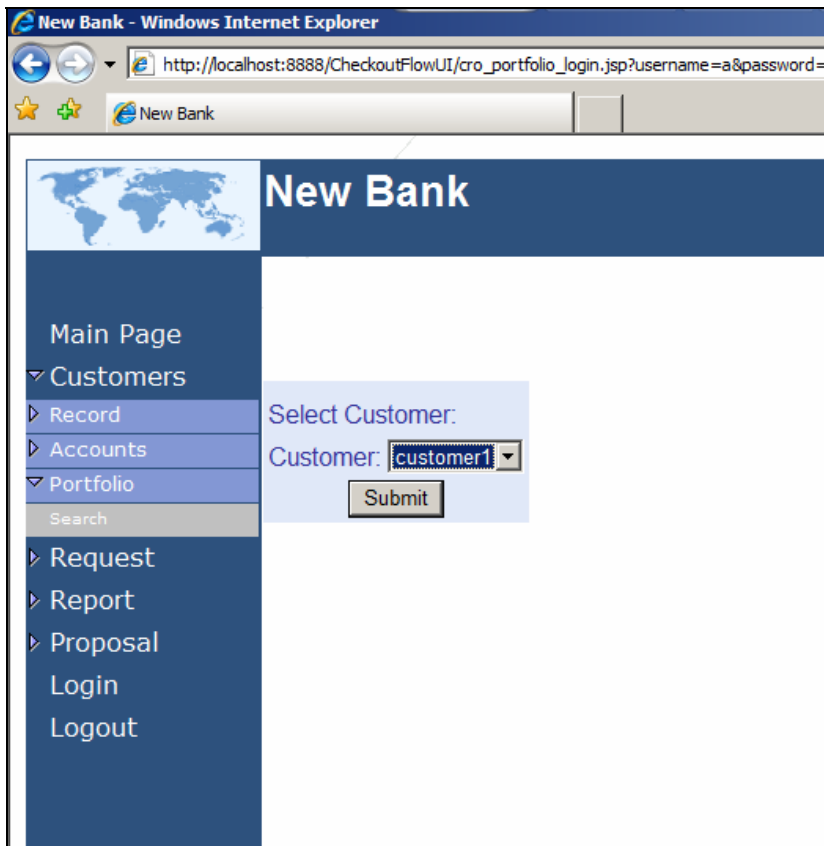 New Bank - Windows Internet Explorer
http://localhost:8888/CheckoutFlowUI/cro_portfolio_login.jsp?username=a&password=
New Bank
New Bank
Main Page
Customers
Record
Accounts
Portfolio
Search
Request
Report
Proposal
Login
Logout
Select Customer:
Customer: customer1
Submit